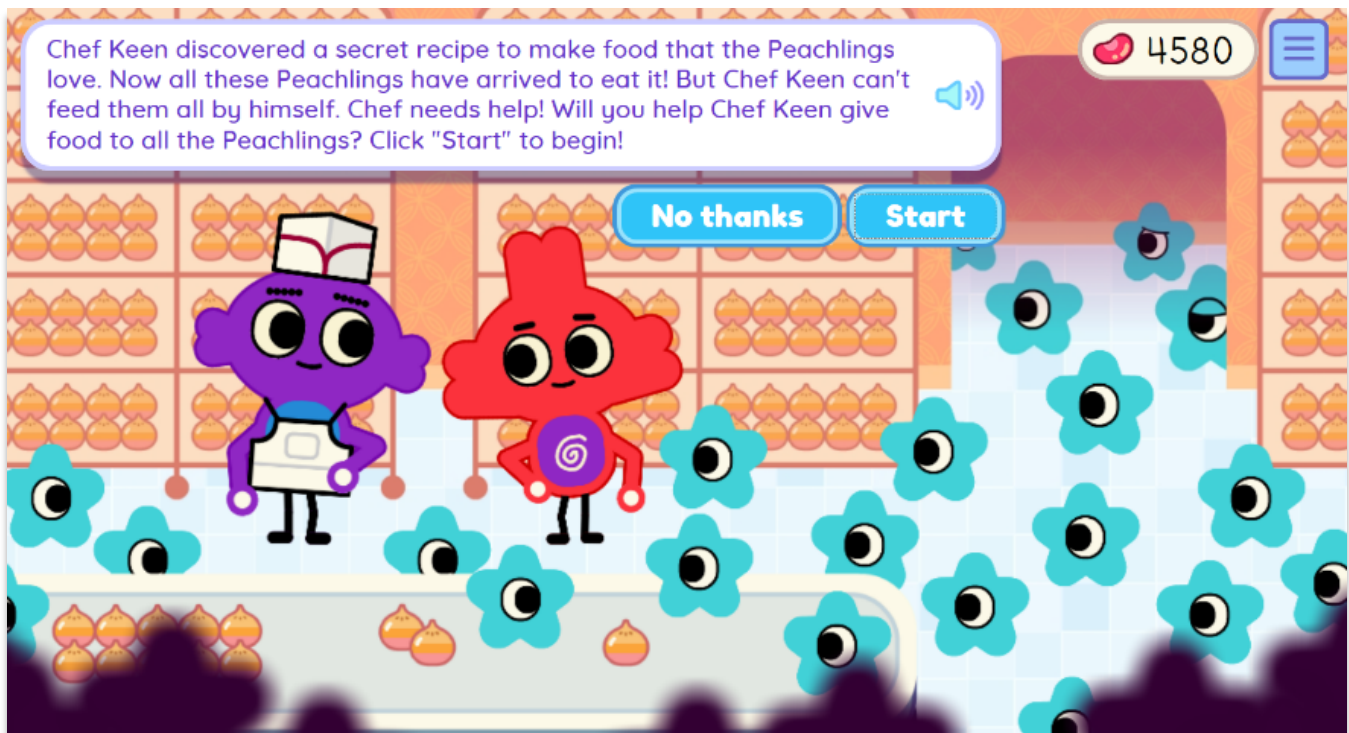 Chef Keen discovered a secret recipe to make food that the Peachlings
love. Now all these Peachlings have arrived to eat it! But Chef Keen can't
feed them all by himself. Chef needs help! Will you help Chef Keen give
food to all the Peachlings? Click "Start" to begin!
4580
No thanks
Start